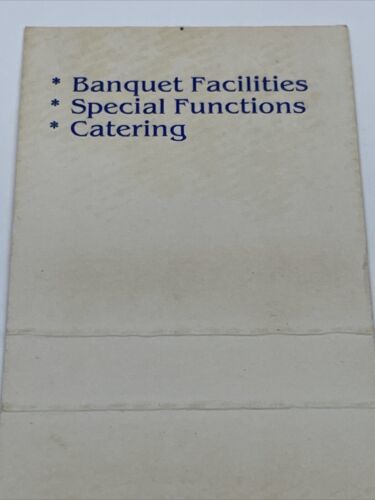 * Banquet Facilities
* Special Functions
* Catering